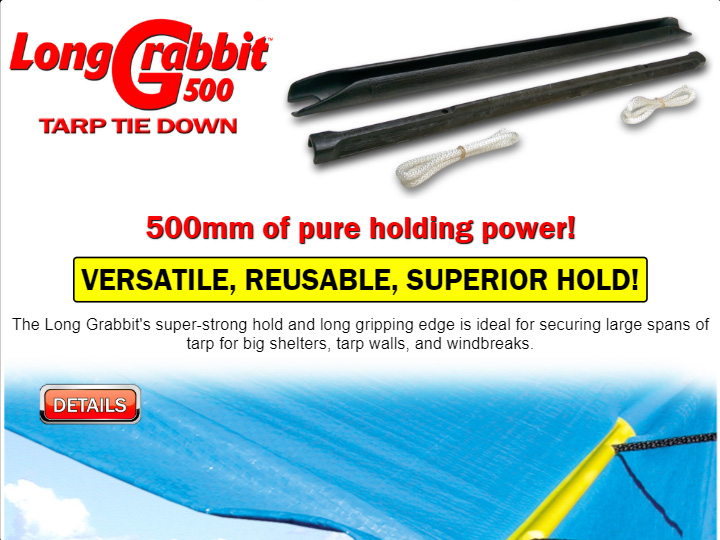 Long Grabbit™
500
TARP TIE DOWN
500mm of pure holding power!
VERSATILE, REUSABLE, SUPERIOR HOLD!
The Long Grabbit's super-strong hold and long gripping edge is ideal for securing large spans of
tarp for big shelters, tarp walls, and windbreaks.
DETAILS